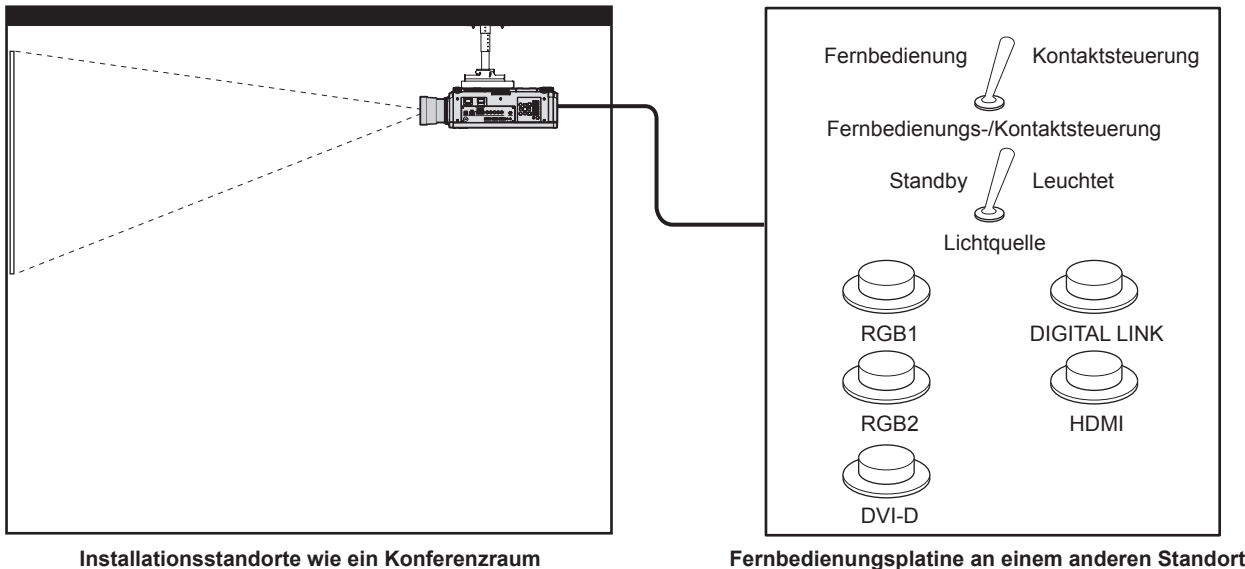 Fernbedienung Kontaktsteuerung
Fernbedienungs-/Kontaktsteuerung
Standby Leuchtet
Lichtquelle
RGB1 DIGITAL LINK
RGB2 HDMI
DVI-D
Installationsstandorte wie ein Konferenzraum
Fernbedienungsplatine an einem anderen Standort